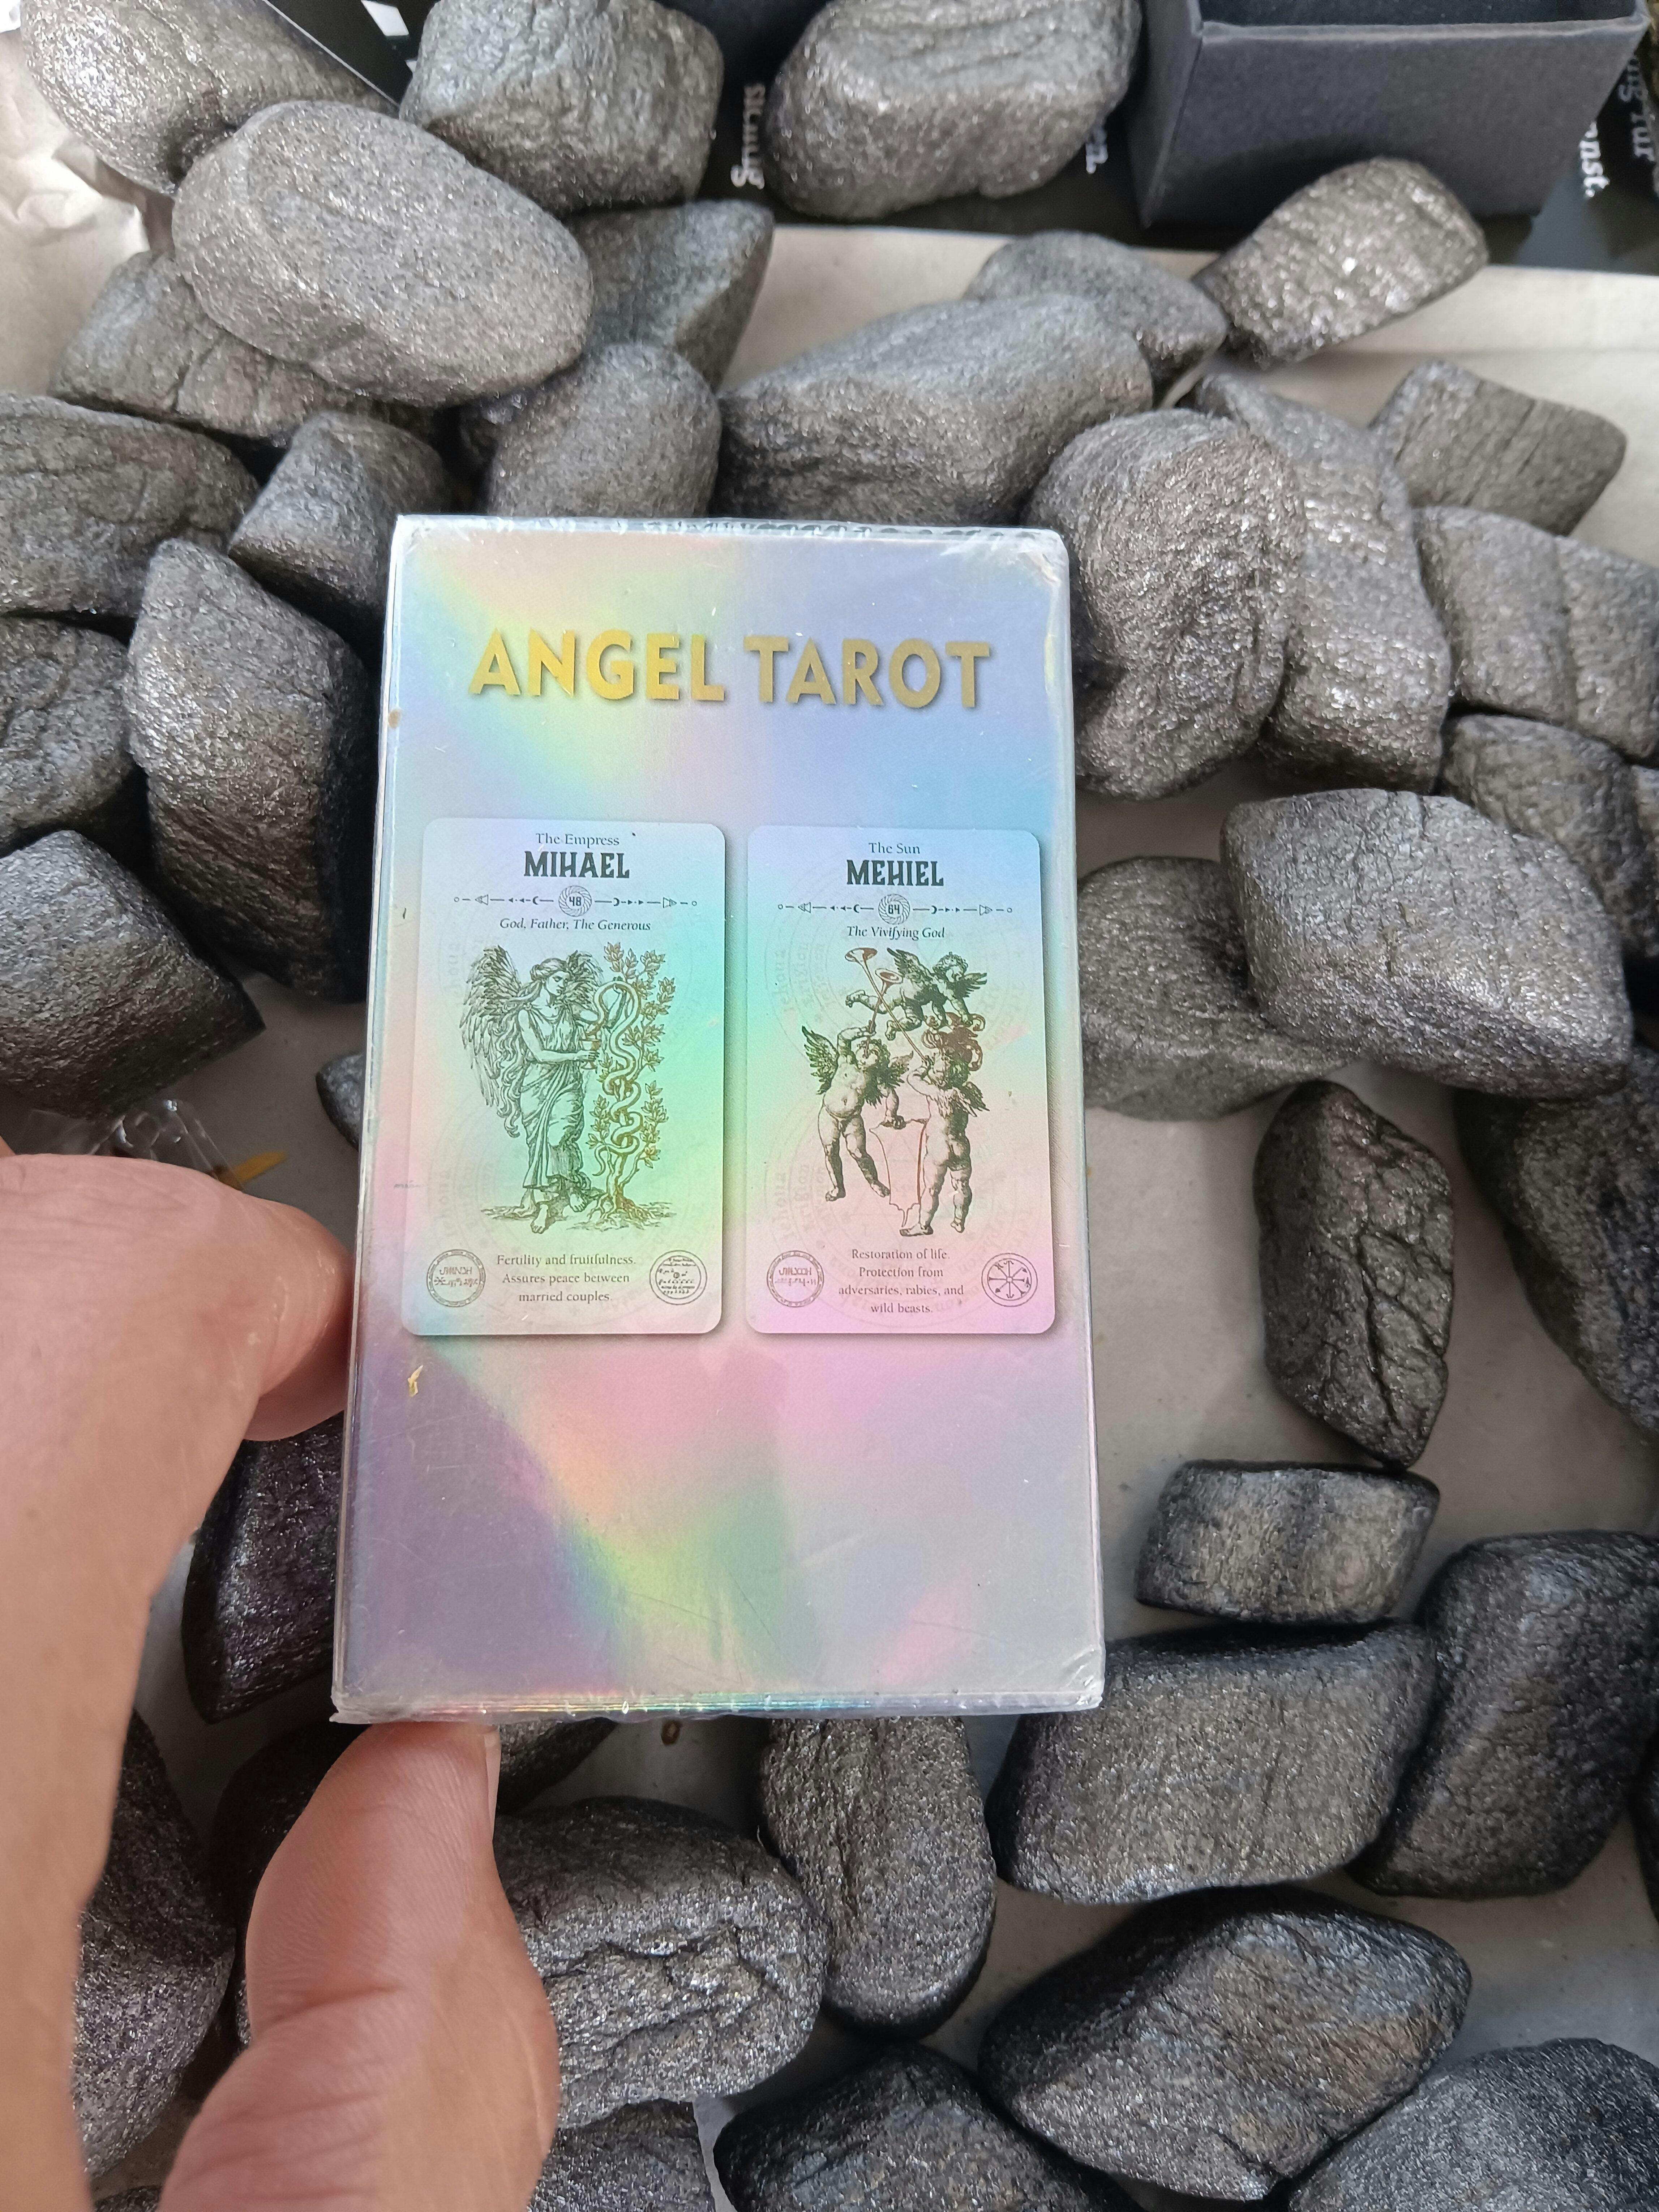 ANGEL TAROT
The Empress
MIHAEL
48
God, Father, The Generous
Fertility and fruitfulness.
Assures peace between
married couples.
The Sun
MEHIEL
64
The Vivifying God
Restoration of life.
Protection from
adversaries, rabies, and
wild beasts.